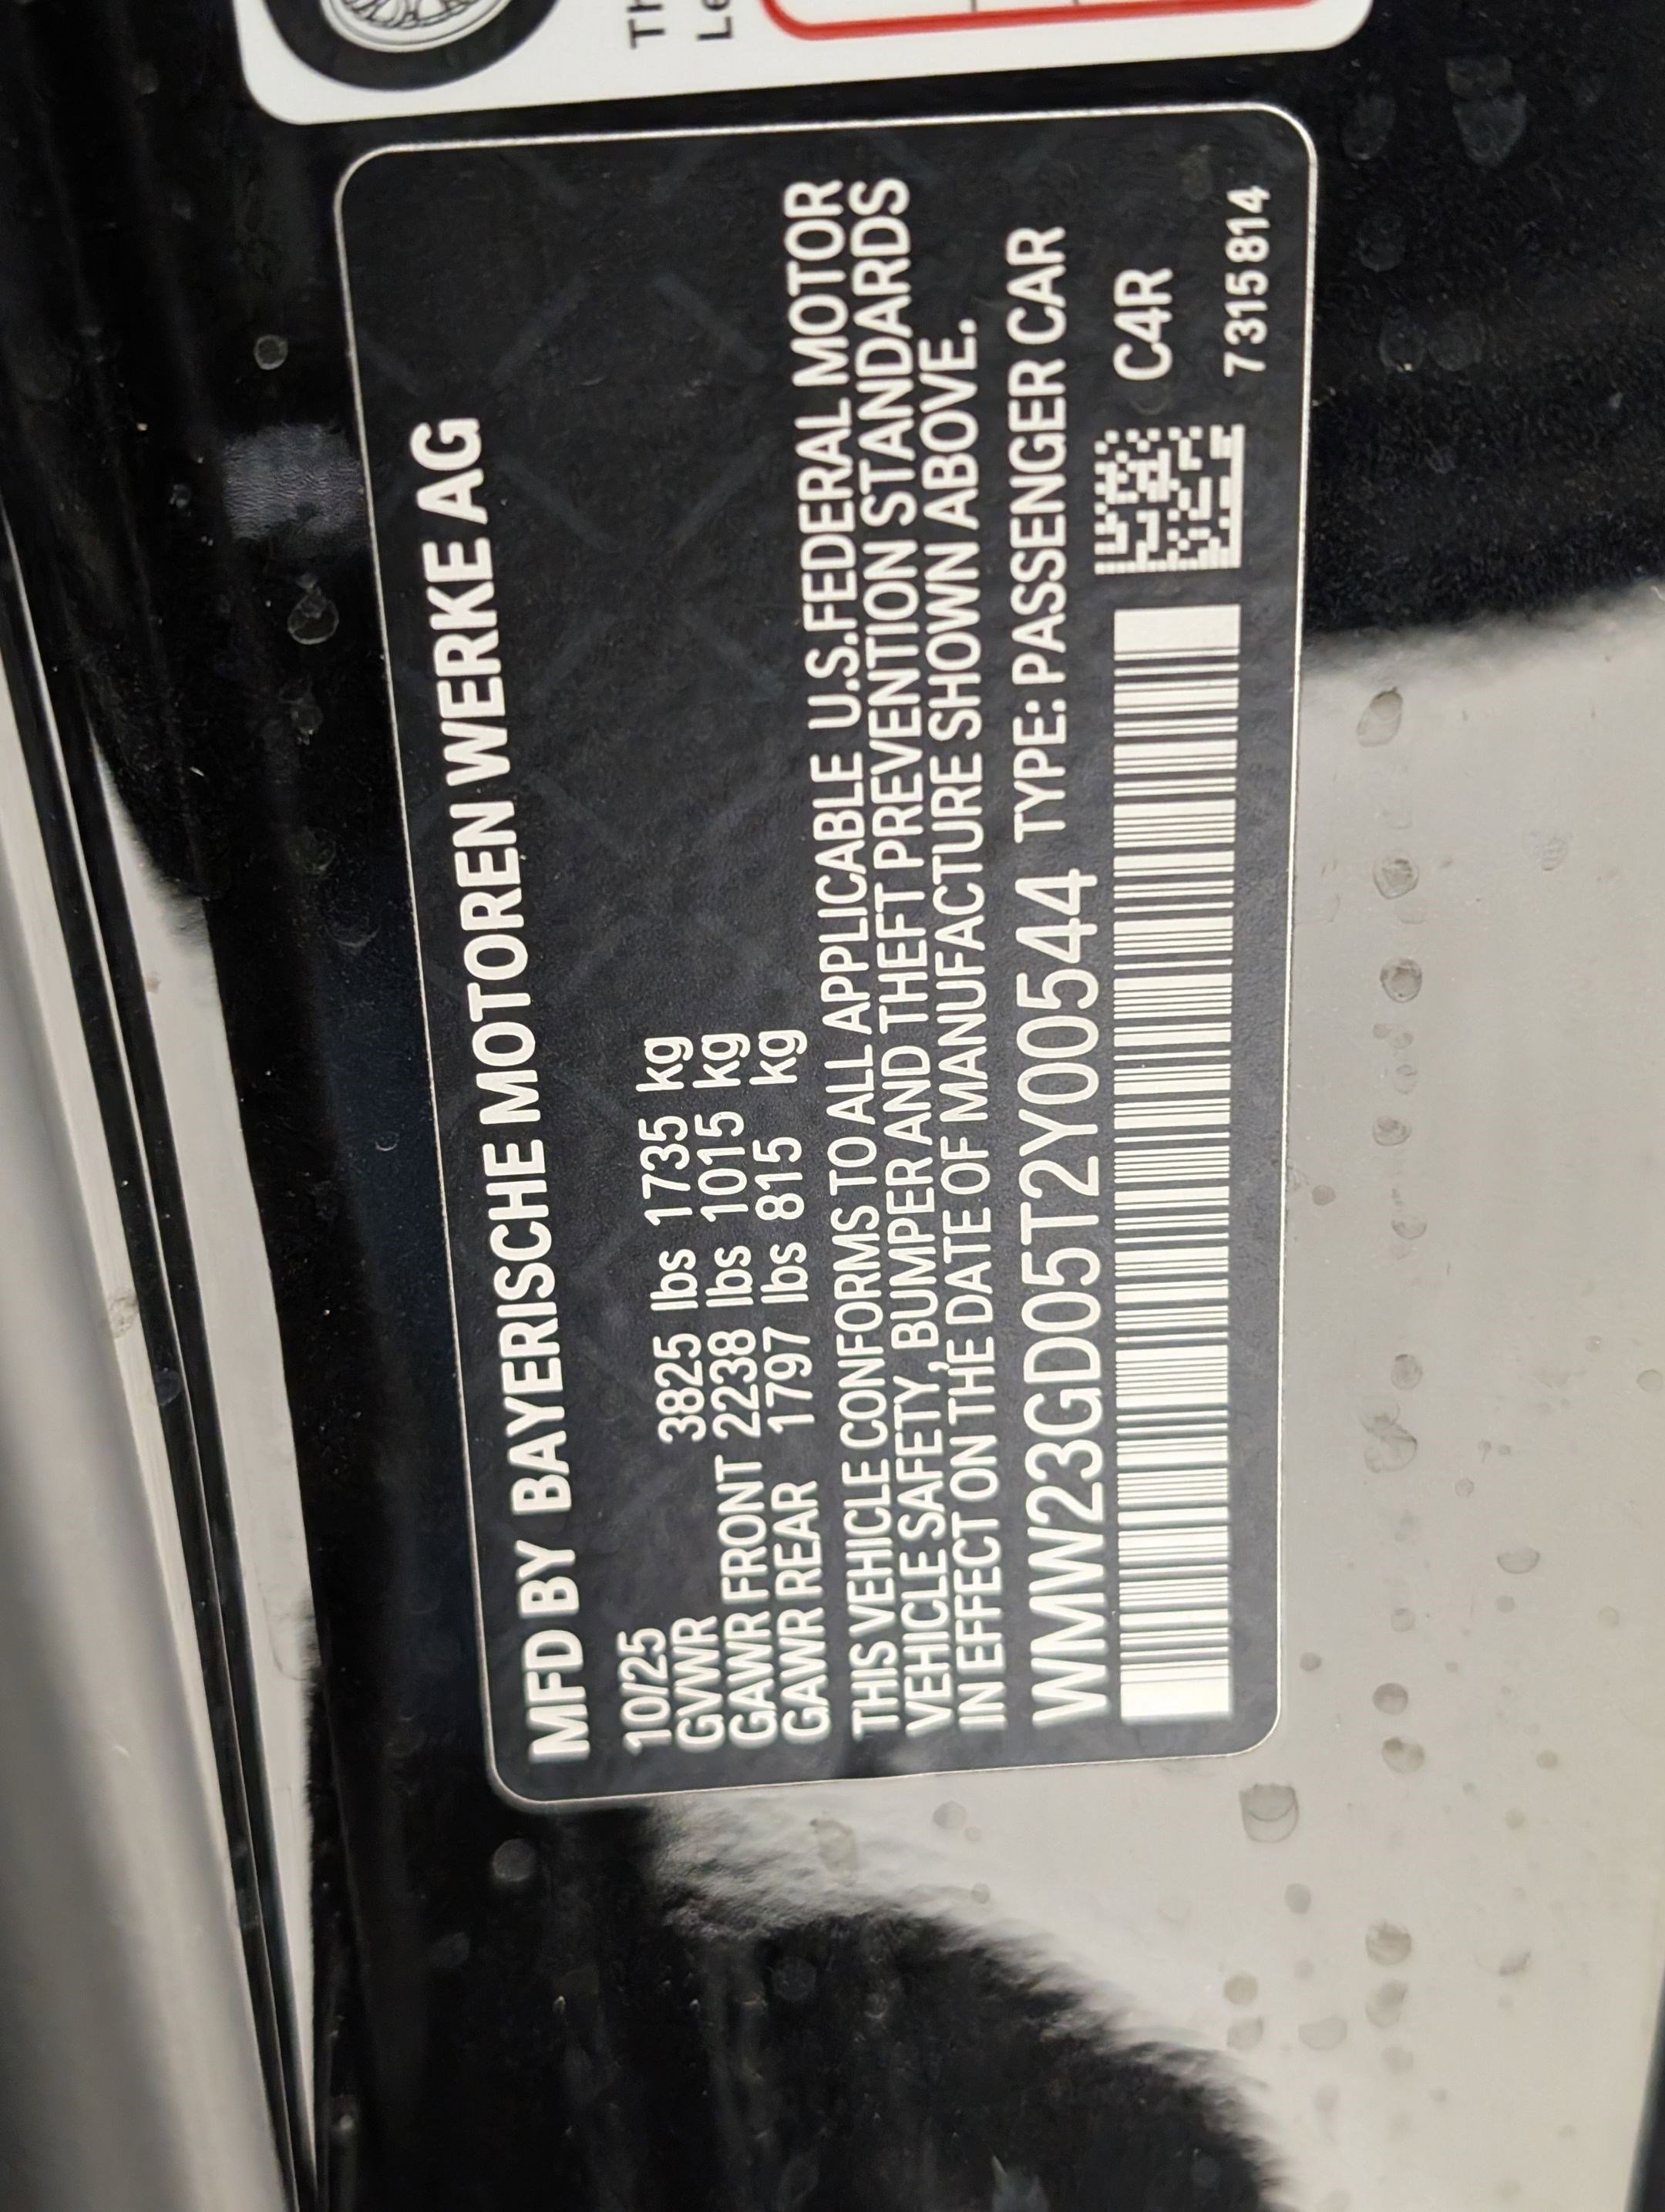 Th
Le
MFD BY BAYERISCHE MOTOREN WERKE AG
10/25
GVWR 3825 lbs 1735 kg
GAWR FRONT 2238 lbs 1015 kg
GAWR REAR 1797 lbs 815 kg
THIS VEHICLE CONFORMS TO ALL APPLICABLE U.S.FEDERAL MOTOR
VEHICLE SAFETY, BUMPER AND THEFT PREVENTION STANDARDS
IN EFFECT ON THE DATE OF MANUFACTURE SHOWN ABOVE.
WMW23GD05T2Y00544 TYPE: PASSENGER CAR
C4R
7315814